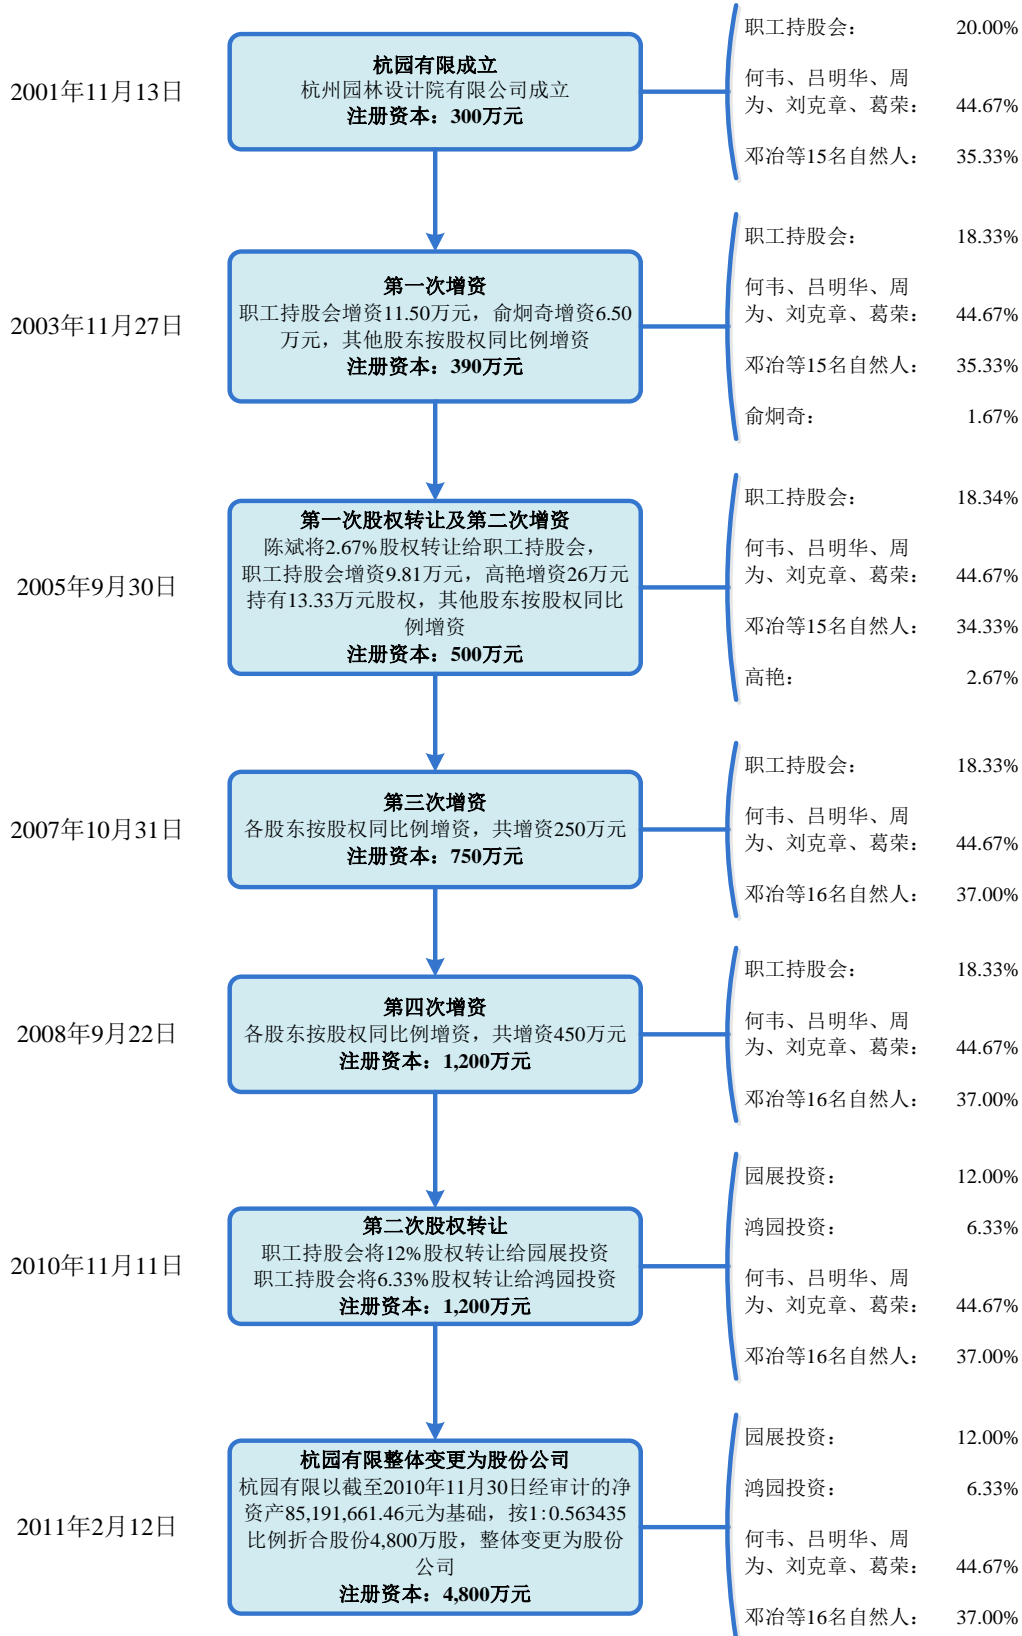 2001年11月13日
杭园有限成立
杭州园林设计院有限公司成立
注册资本：300万元
职工持股会： 20.00%
何韦、吕明华、周
为、刘克章、葛荣： 44.67%
邓冶等15名自然人： 35.33%
2003年11月27日
第一次增资
职工持股会增资11.50万元，俞炯奇增资6.50
万元，其他股东按股权同比例增资
注册资本：390万元
职工持股会： 18.33%
何韦、吕明华、周
为、刘克章、葛荣： 44.67%
邓冶等15名自然人： 35.33%
俞炯奇： 1.67%
2005年9月30日
第一次股权转让及第二次增资
陈斌将2.67%股权转让给职工持股会，
职工持股会增资9.81万元，高艳增资26万元
持有13.33万元股权，其他股东按股权同比
例增资
注册资本：500万元
职工持股会： 18.34%
何韦、吕明华、周
为、刘克章、葛荣： 44.67%
邓冶等15名自然人： 34.33%
高艳： 2.67%
2007年10月31日
第三次增资
各股东按股权同比例增资，共增资250万元
注册资本：750万元
职工持股会： 18.33%
何韦、吕明华、周
为、刘克章、葛荣： 44.67%
邓冶等16名自然人： 37.00%
2008年9月22日
第四次增资
各股东按股权同比例增资，共增资450万元
注册资本：1,200万元
职工持股会： 18.33%
何韦、吕明华、周
为、刘克章、葛荣： 44.67%
邓冶等16名自然人： 37.00%
2010年11月11日
第二次股权转让
职工持股会将12%股权转让给园展投资
职工持股会将6.33%股权转让给鸿园投资
注册资本：1,200万元
园展投资： 12.00%
鸿园投资： 6.33%
何韦、吕明华、周
为、刘克章、葛荣： 44.67%
邓冶等16名自然人： 37.00%
2011年2月12日
杭园有限整体变更为股份公司
杭园有限以截至2010年11月30日经审计的净
资产85,191,661.46元为基础，按1:0.563435
比例折合股份4,800万股，整体变更为股份
公司
注册资本：4,800万元
园展投资： 12.00%
鸿园投资： 6.33%
何韦、吕明华、周
为、刘克章、葛荣： 44.67%
邓冶等16名自然人： 37.00%